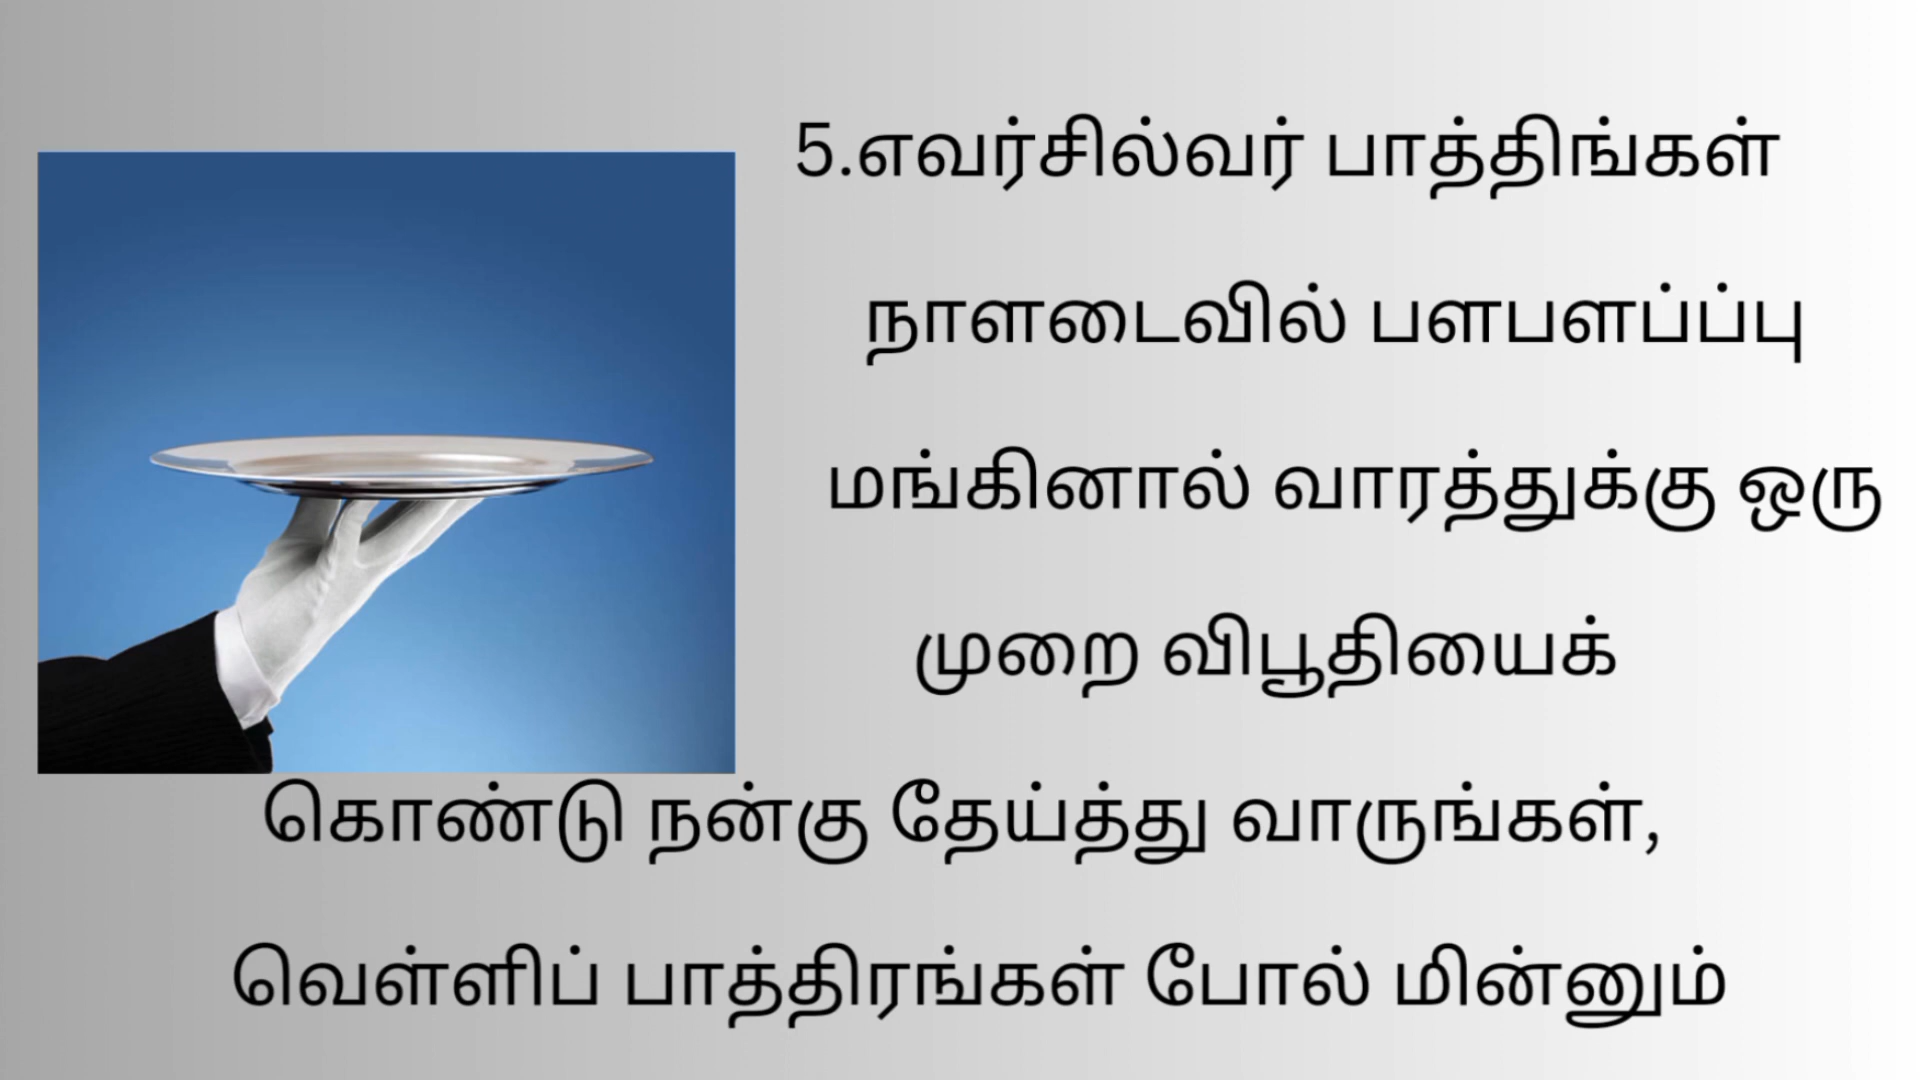 5.எவர்சில்வர் பாத்திங்கள்
நாளடைவில் பளபளப்ப்பு
மங்கினால் வாரத்துக்கு ஒரு
முறை விபூதியைக்
கொண்டு நன்கு தேய்த்து வாருங்கள்,
வெள்ளிப் பாத்திரங்கள் போல் மின்னும்